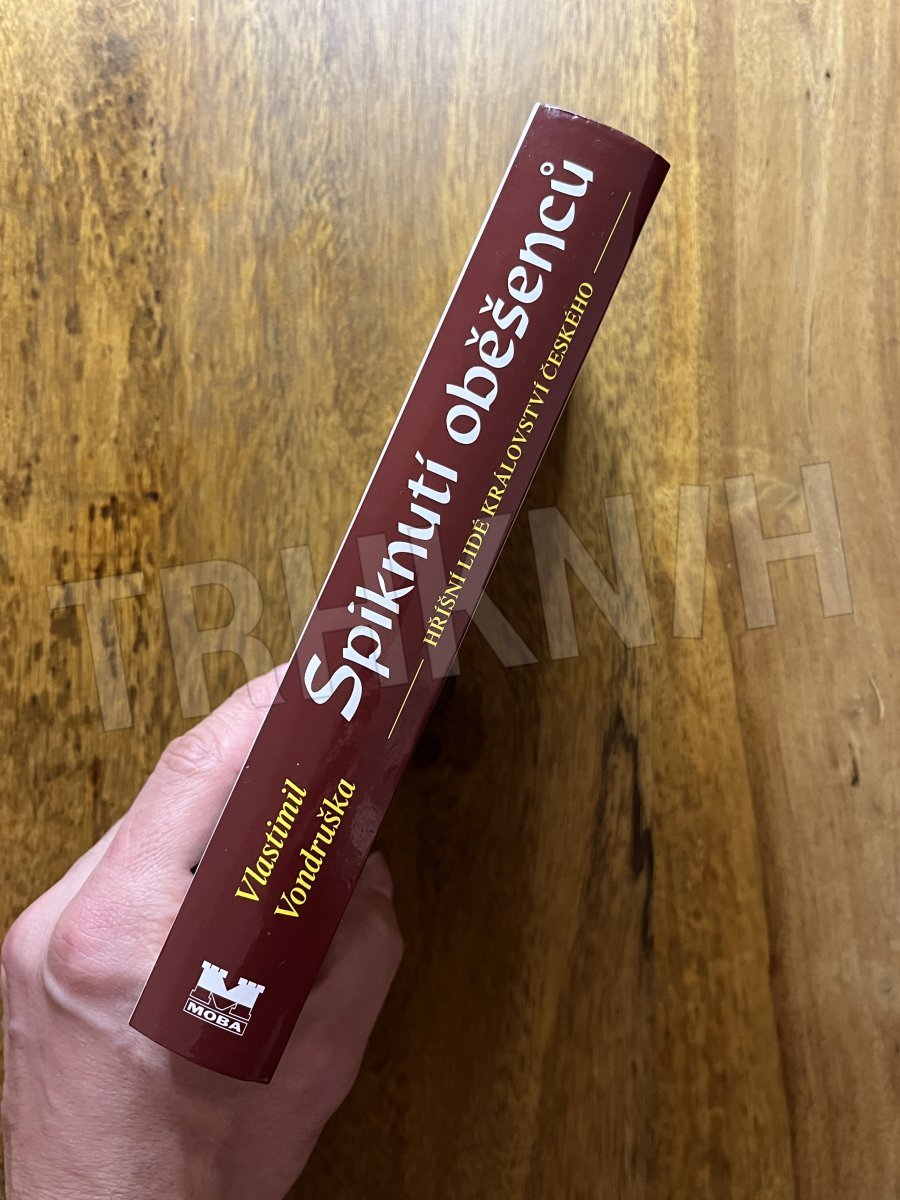 Spiknutí oběšenců
HŘÍŠNÍ LIDÉ KRÁLOVSTVÍ ČESKÉHO
Vlastimil
Vondruška
MOBA
TRHKNIH